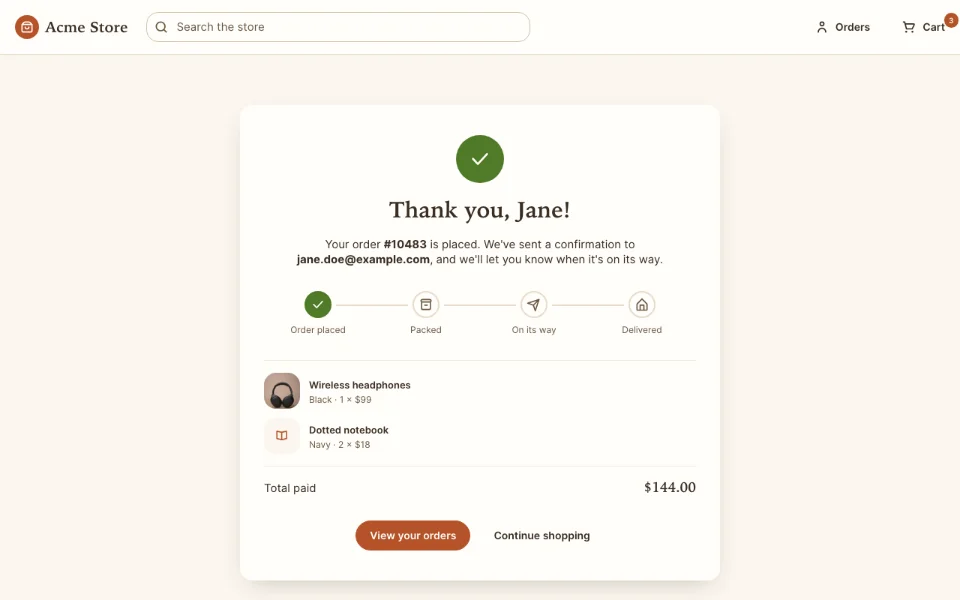 Acme Store
Search the store
Orders
Cart
3
Thank you, Jane!
Your order #10483 is placed. We've sent a confirmation to
jane.doe@example.com, and we'll let you know when it's on its way.
Order placed
Packed
On its way
Delivered
Wireless headphones
Black · 1 × $99
Dotted notebook
Navy · 2 × $18
Total paid
$144.00
View your orders
Continue shopping